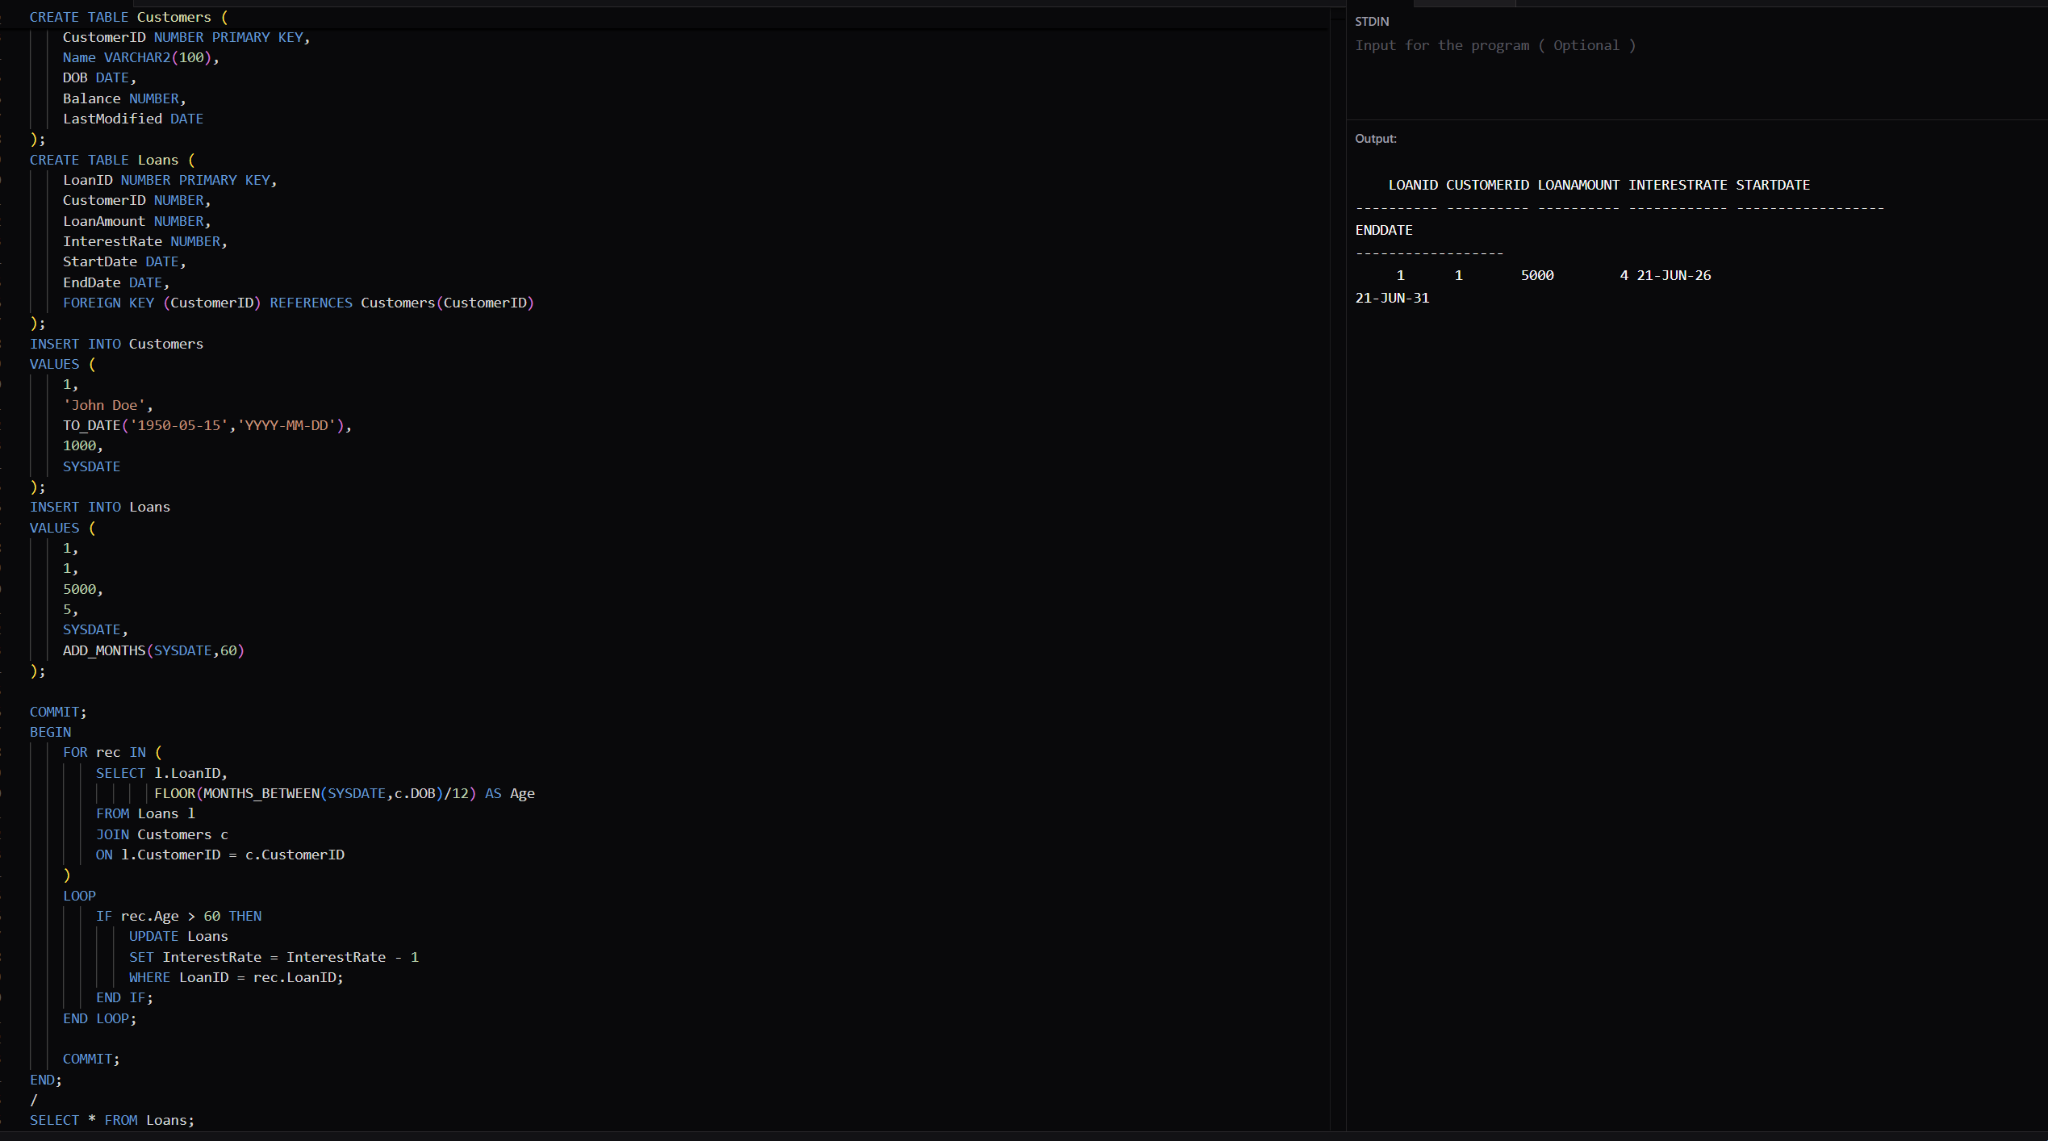 CREATE TABLE Customers (
CustomerID NUMBER PRIMARY KEY,
Name VARCHAR2(100),
DOB DATE,
Balance NUMBER,
LastModified DATE
);
CREATE TABLE Loans (
LoanID NUMBER PRIMARY KEY,
CustomerID NUMBER,
LoanAmount NUMBER,
InterestRate NUMBER,
StartDate DATE,
EndDate DATE,
FOREIGN KEY (CustomerID) REFERENCES Customers(CustomerID)
);
INSERT INTO Customers
VALUES (
1,
'John Doe',
TO_DATE('1950-05-15','YYYY-MM-DD'),
1000,
SYSDATE
);
INSERT INTO Loans
VALUES (
1,
1,
5000,
5,
SYSDATE,
ADD_MONTHS(SYSDATE,60)
);
COMMIT;
BEGIN
FOR rec IN (
SELECT l.LoanID,
FLOOR(MONTHS_BETWEEN(SYSDATE,c.DOB)/12) AS Age
FROM Loans l
JOIN Customers c
ON l.CustomerID = c.CustomerID
)
LOOP
IF rec.Age > 60 THEN
UPDATE Loans
SET InterestRate = InterestRate - 1
WHERE LoanID = rec.LoanID;
END IF;
END LOOP;
COMMIT;
END;
/
SELECT * FROM Loans;
STDIN
Input for the program ( Optional )
Output:
LOANID CUSTOMERID LOANAMOUNT INTERESTRATE STARTDATE
---------- ---------- ---------- ------------ ------------------
ENDDATE
------------------
1 1 5000 4 21-JUN-26
21-JUN-31